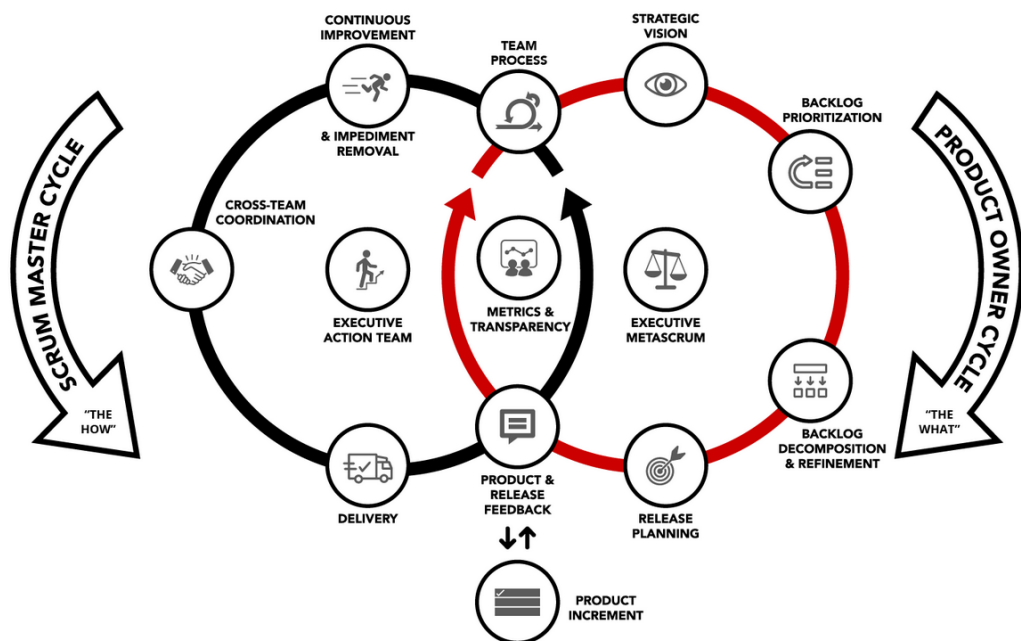 CONTINUOUS
IMPROVEMENT
& IMPEDIMENT
REMOVAL
TEAM
PROCESS
STRATEGIC
VISION
BACKLOG
PRIORITIZATION
SCRUM MASTER CYCLE
"THE
HOW"
PRODUCT OWNER CYCLE
"THE
WHAT"
CROSS-TEAM
COORDINATION
EXECUTIVE
ACTION TEAM
METRICS &
TRANSPARENCY
EXECUTIVE
METASCRUM
BACKLOG
DECOMPOSITION
& REFINEMENT
DELIVERY
PRODUCT &
RELEASE
FEEDBACK
RELEASE
PLANNING
PRODUCT
INCREMENT